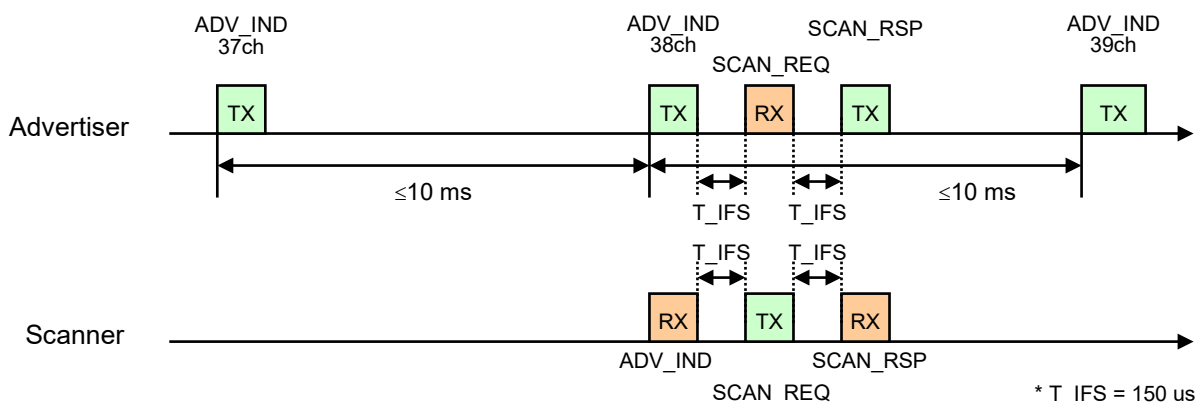 ADV_IND
37ch
ADV_IND
38ch
SCAN_RSP
ADV_IND
39ch
SCAN_REQ
Advertiser
TX
TX
RX
TX
TX
≤10 ms
≤10 ms
T_IFS
T_IFS
T_IFS
T_IFS
Scanner
RX
TX
RX
ADV_IND
SCAN_RSP
SCAN_REQ
* T_IFS = 150 us